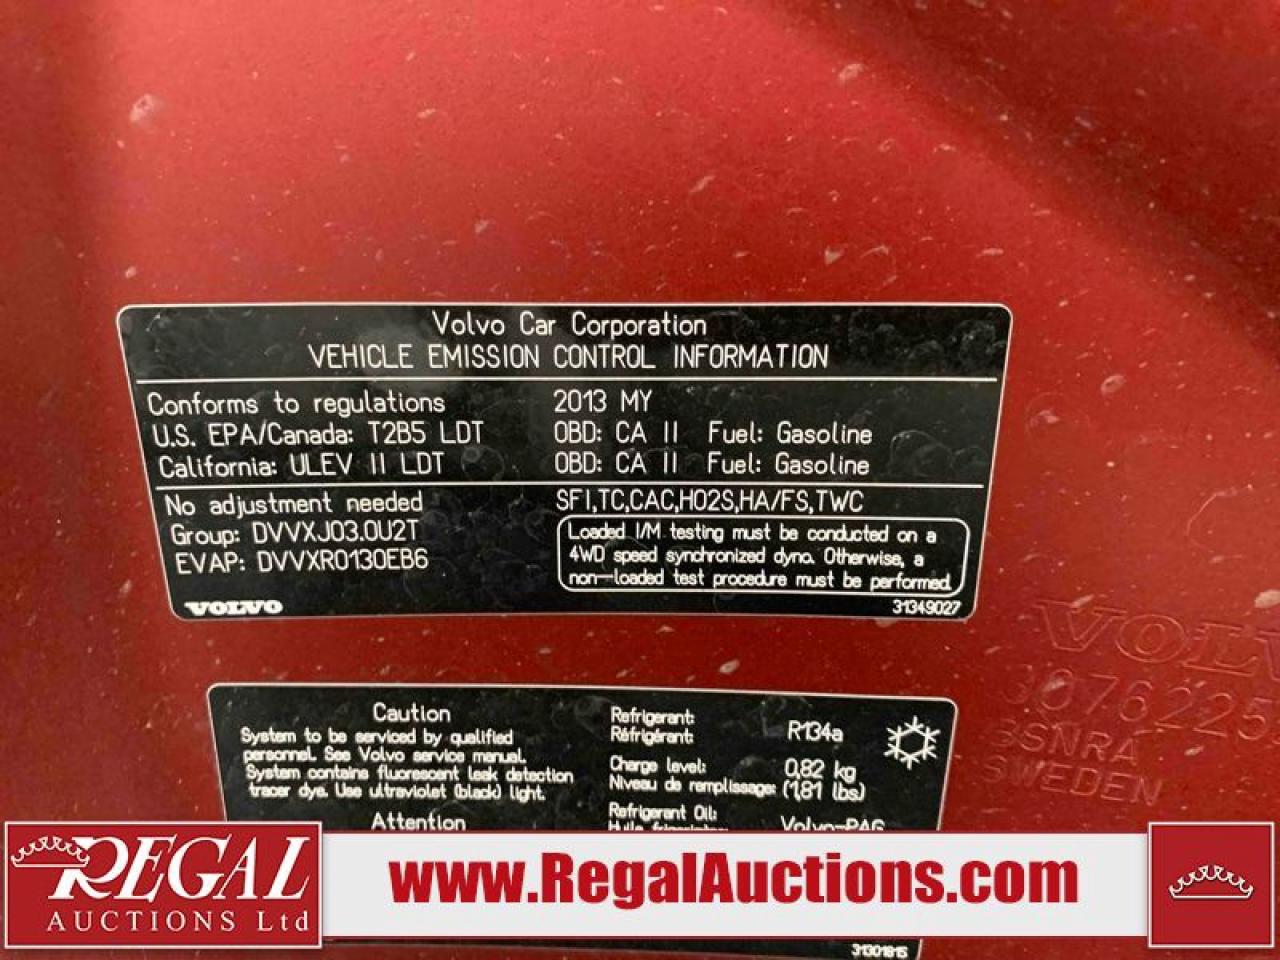 Volvo Car Corporation
VEHICLE EMISSION CONTROL INFORMATION
Conforms to regulations 2013 MY
U.S. EPA/Canada: T2B5 LDT OBD: CA II Fuel: Gasoline
California: ULEV II LDT OBD: CA II Fuel: Gasoline
No adjustment needed SFI,TC,CAC,HO2S,HA/FS,TWC
Group: DVVXJ03.0U2T
EVAP: DVVXR0130EB6
Loaded I/M testing must be conducted on a
4WD speed synchronized dyno. Otherwise, a
non-loaded test procedure must be performed.
VOLVO 31349027
VOLV
3076225
SWEDEN
Caution
System to be serviced by qualified
personnel. See Volvo service manual.
System contains fluorescent leak detection
tracer dye. Use ultraviolet (black) light.
Attention
Refrigerant: R134a
Réfrigérant:
Charge level: 0,82 kg
Niveau de remplissage: (1,81 lbs)
Refrigerant Oil: Volvo-PAG
REGAL
AUCTIONS Ltd
www.RegalAuctions.com
31301815